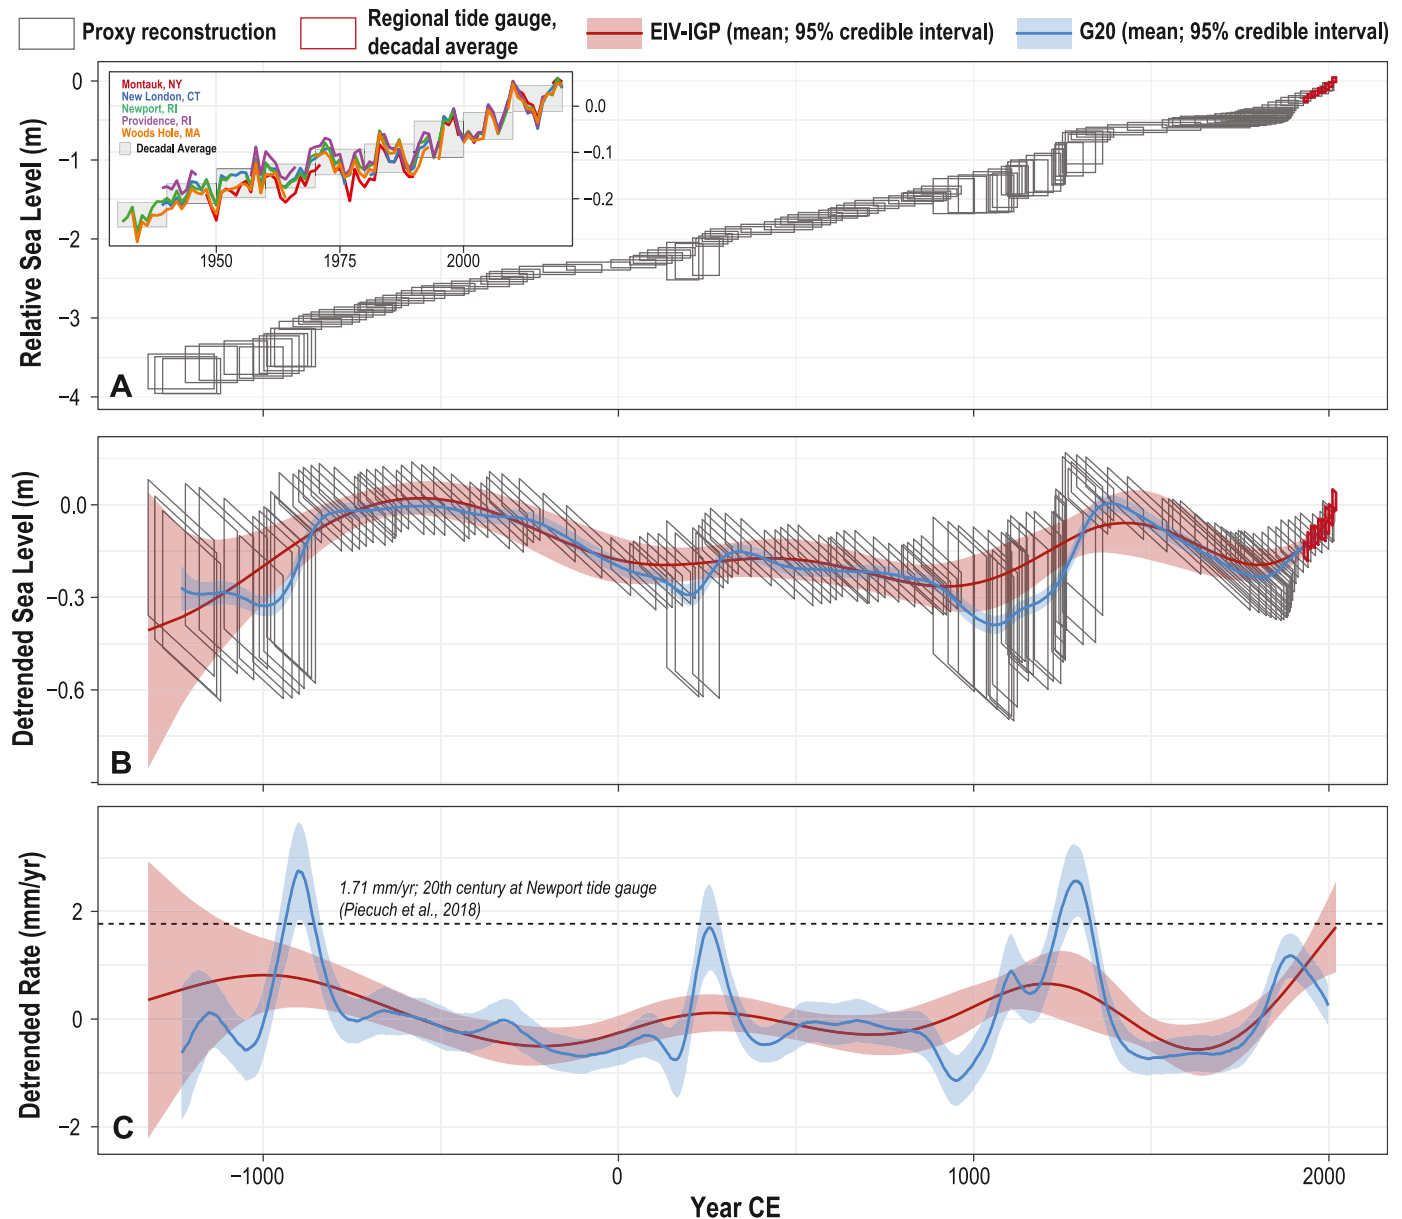 Proxy reconstruction
Regional tide gauge,
decadal average
EIV-IGP (mean; 95% credible interval)
G20 (mean; 95% credible interval)
Relative Sea Level (m)
0
−1
−2
−3
−4
Montauk, NY
New London, CT
Newport, RI
Providence, RI
Woods Hole, MA
Decadal Average
0.0
−0.1
−0.2
1950
1975
2000
A
Detrended Sea Level (m)
0.0
−0.3
−0.6
B
Detrended Rate (mm/yr)
2
0
−2
1.71 mm/yr; 20th century at Newport tide gauge
(Piecuch et al., 2018)
C
−1000
0
1000
2000
Year CE